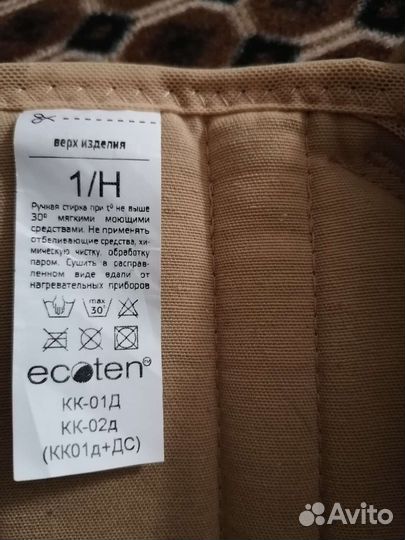 верх изделия
1/Н
Ручная стирка при t° не выше
30° мягкими моющими
средствами. Не применять
отбеливающие средства, хи-
мическую чистку, обработку
паром. Сушить в расправ-
ленном виде вдали от
нагревательных приборов
max
30°
ecoten
КК-01Д
КК-02д
(КК01д+ДС)
Avito